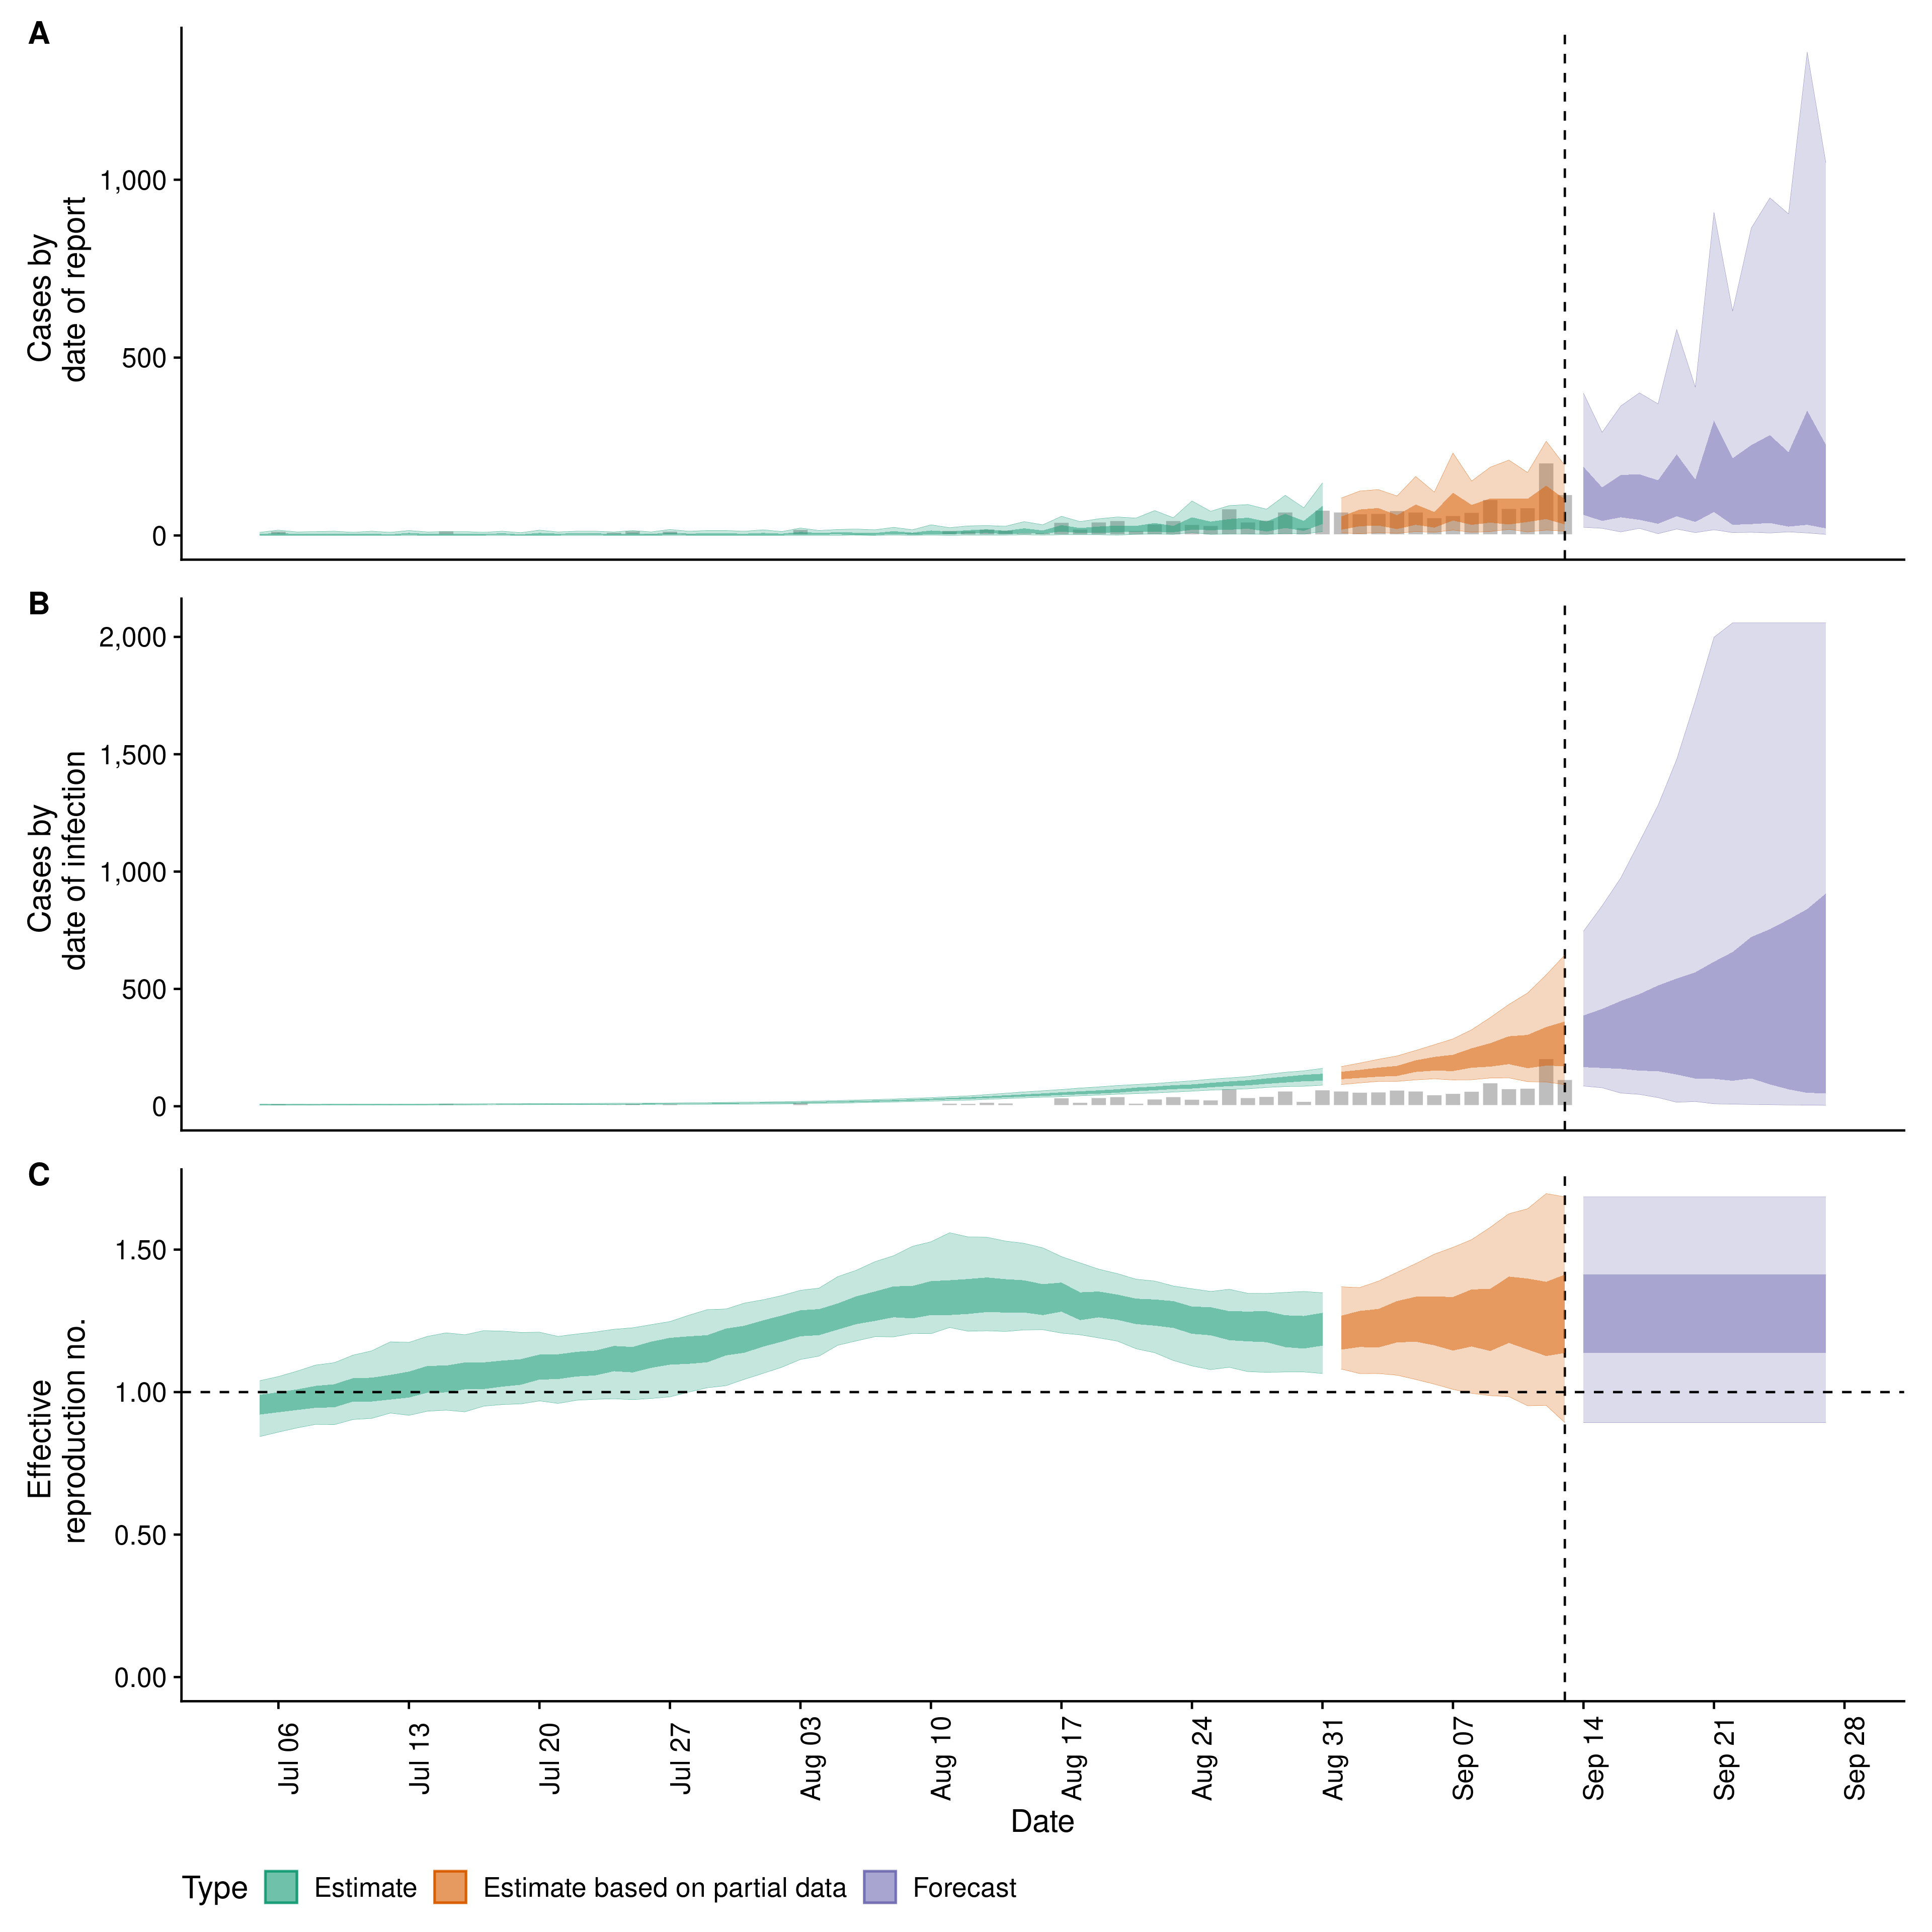 A
Cases by
date of report
1,000
500
0
B
Cases by
date of infection
2,000
1,500
1,000
500
0
C
Effective
reproduction no.
1.50
1.00
0.50
0.00
Jul 06
Jul 13
Jul 20
Jul 27
Aug 03
Aug 10
Aug 17
Aug 24
Aug 31
Sep 07
Sep 14
Sep 21
Sep 28
Date
Type Estimate Estimate based on partial data Forecast